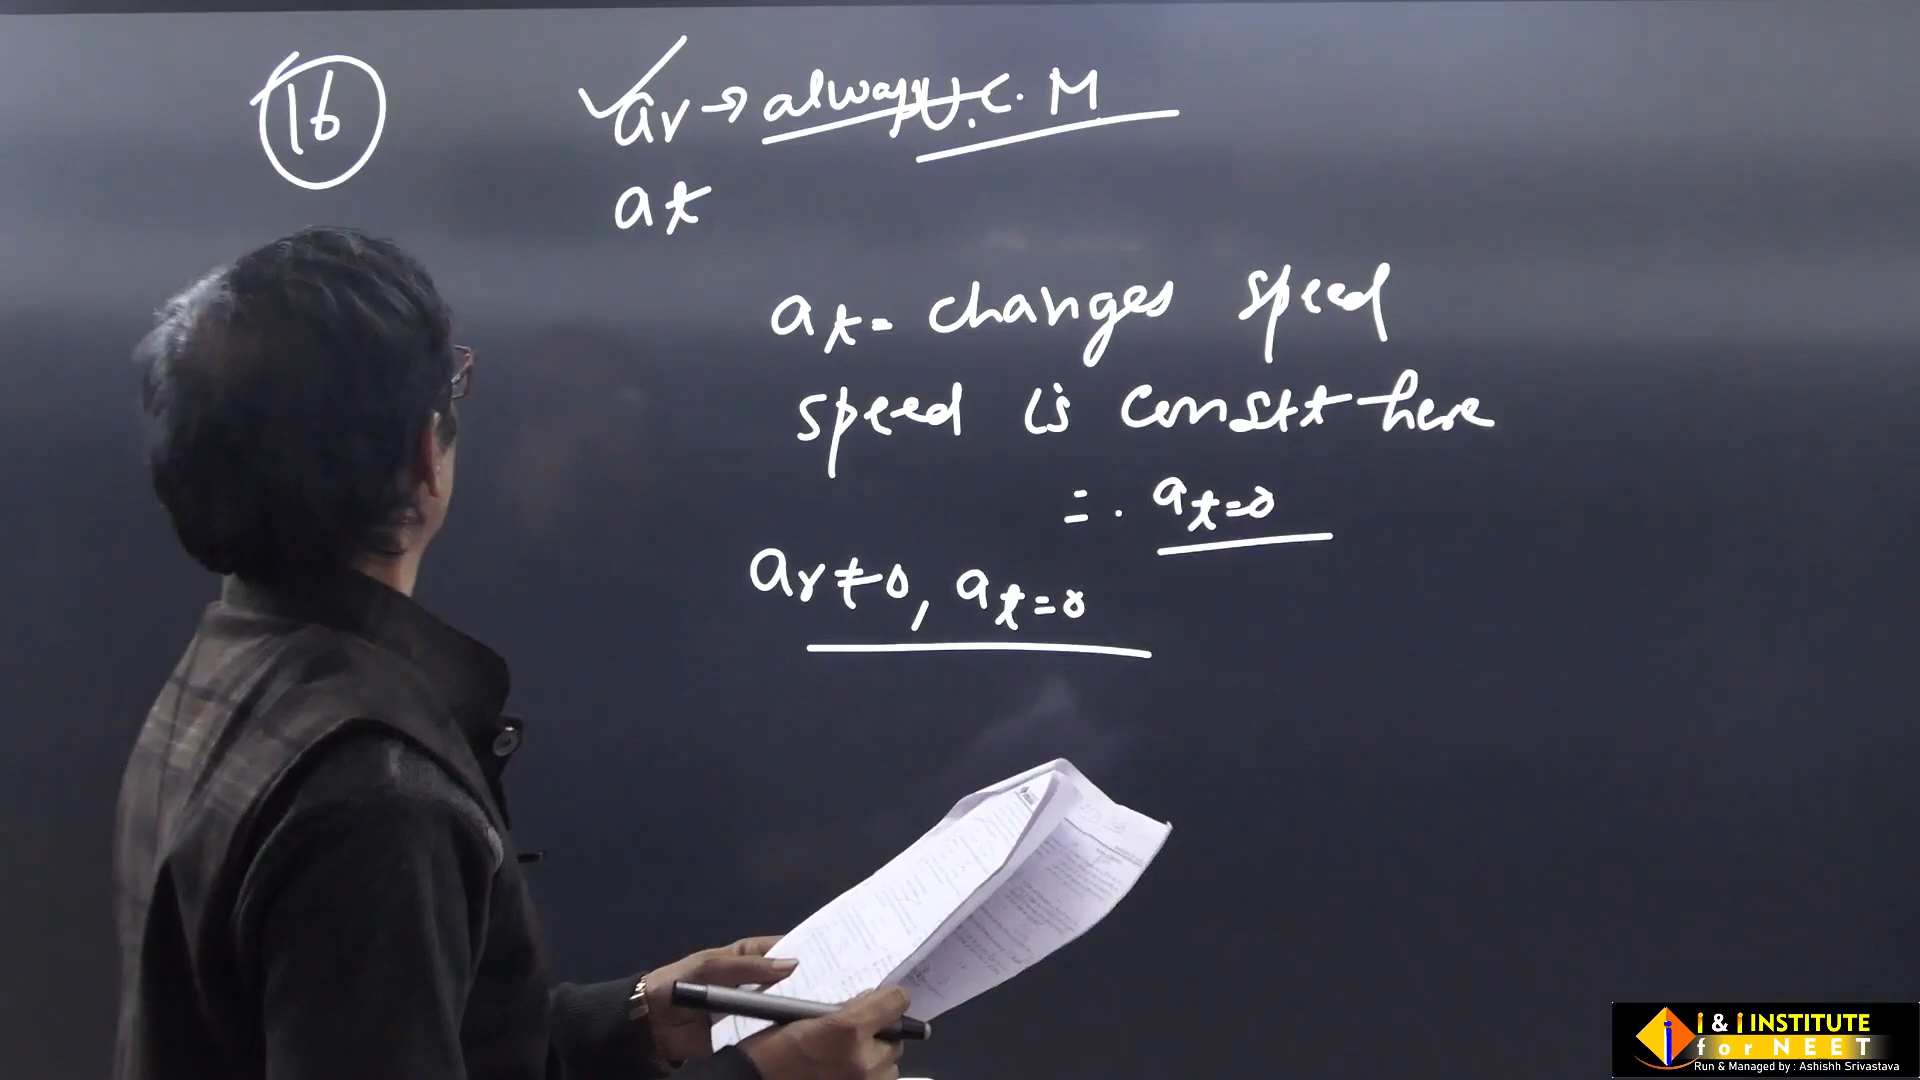 16
ar → always U.C.M
at
at = changes speed
speed is constt here
= . at=0
ar≠0, at=0
i & i INSTITUTE
for NEET
Run & Managed by : Ashishh Srivastava